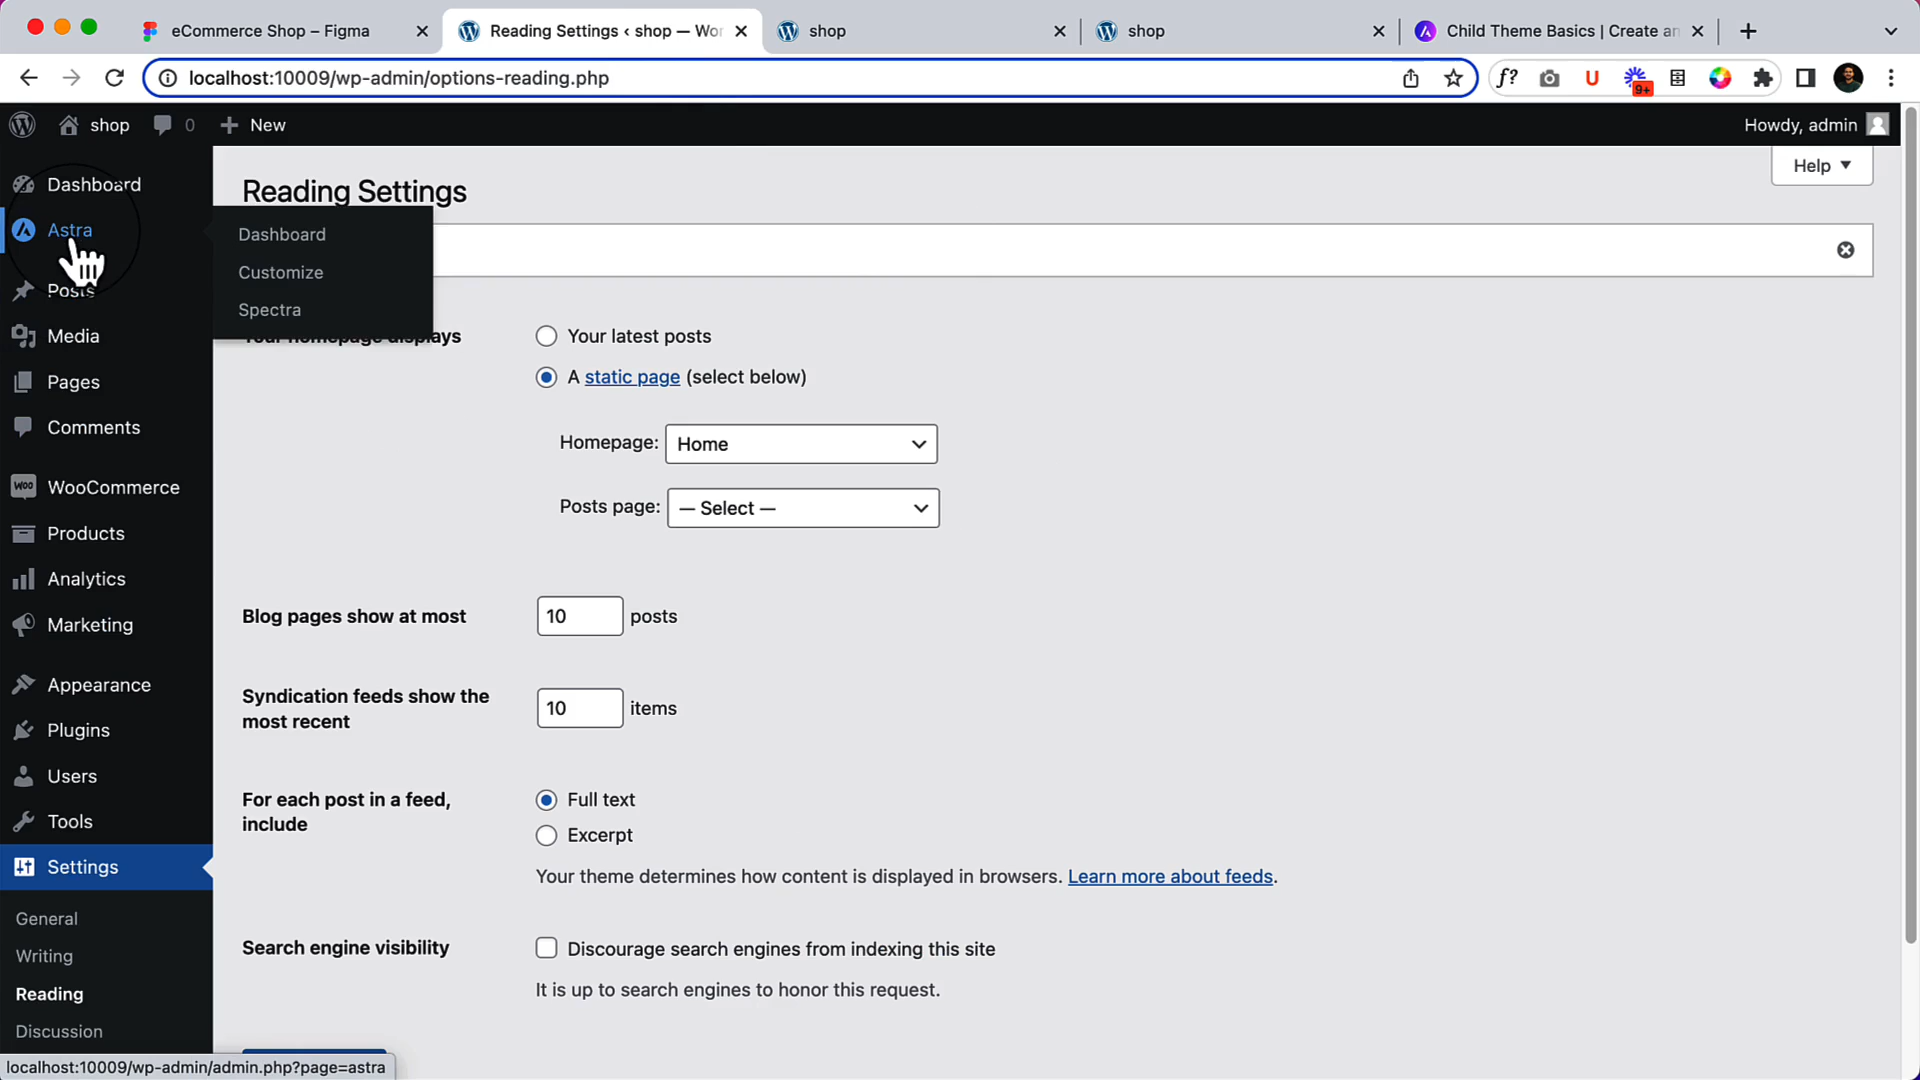 eCommerce Shop – Figma
Reading Settings ‹ shop — Wor
shop
shop
Child Theme Basics | Create an
localhost:10009/wp-admin/options-reading.php
f?
U
9+
shop
0
New
Howdy, admin
Help
Dashboard
Astra
Posts
Media
Pages
Comments
WooCommerce
Products
Analytics
Marketing
Appearance
Plugins
Users
Tools
Settings
General
Writing
Reading
Discussion
Dashboard
Customize
Spectra
Reading Settings
Your homepage displays
Your latest posts
A static page (select below)
Homepage: Home
Posts page: — Select —
Blog pages show at most
10 posts
Syndication feeds show the
most recent
10 items
For each post in a feed,
include
Full text
Excerpt
Your theme determines how content is displayed in browsers. Learn more about feeds.
Search engine visibility
Discourage search engines from indexing this site
It is up to search engines to honor this request.
localhost:10009/wp-admin/admin.php?page=astra